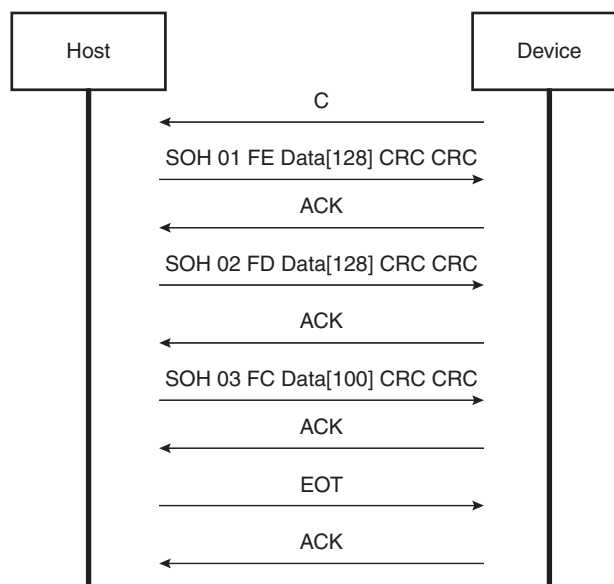 Host
Device
C
SOH 01 FE Data[128] CRC CRC
ACK
SOH 02 FD Data[128] CRC CRC
ACK
SOH 03 FC Data[100] CRC CRC
ACK
EOT
ACK